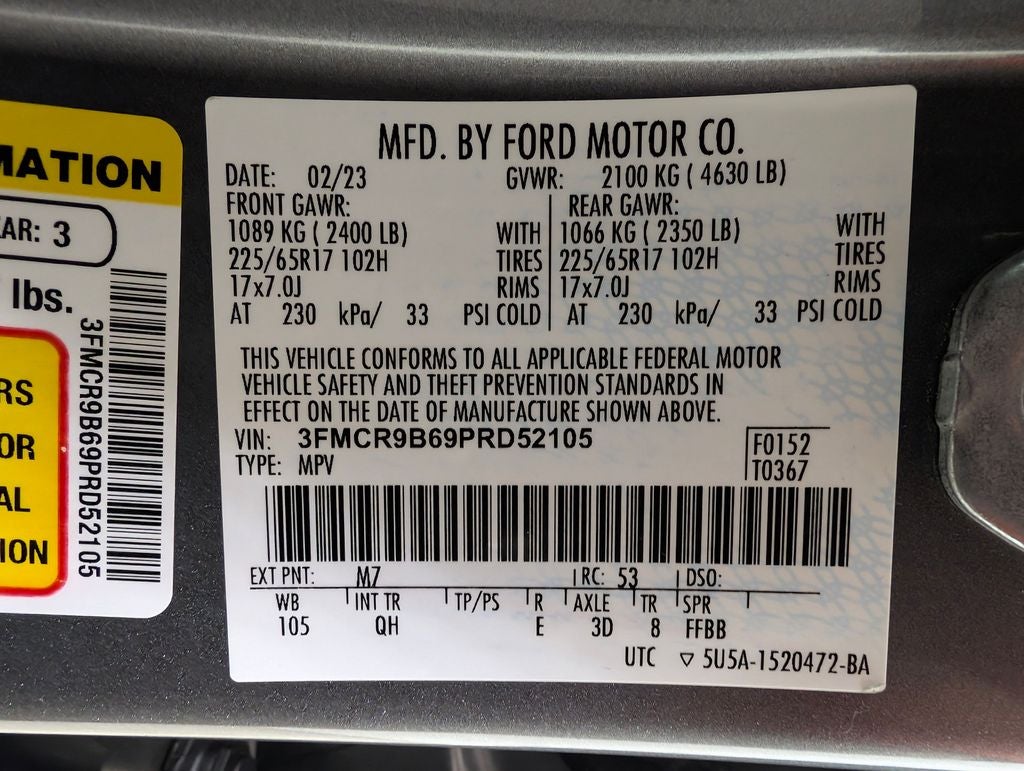 MATION
EAR: 3
lbs.
RS
OR
AL
ION
3FMCR9B69PRD52105
MFD. BY FORD MOTOR CO.
DATE: 02/23 GVWR: 2100 KG ( 4630 LB)
FRONT GAWR: REAR GAWR:
1089 KG ( 2400 LB) WITH 1066 KG ( 2350 LB) WITH
225/65R17 102H TIRES 225/65R17 102H TIRES
17x7.0J RIMS 17x7.0J RIMS
AT 230 kPa/ 33 PSI COLD AT 230 kPa/ 33 PSI COLD
THIS VEHICLE CONFORMS TO ALL APPLICABLE FEDERAL MOTOR
VEHICLE SAFETY AND THEFT PREVENTION STANDARDS IN
EFFECT ON THE DATE OF MANUFACTURE SHOWN ABOVE.
VIN: 3FMCR9B69PRD52105 F0152
TYPE: MPV T0367
EXT PNT: M7 RC: 53 DSO:
WB INT TR TP/PS R AXLE TR SPR
105 QH E 3D 8 FFBB
UTC ▽ 5U5A-1520472-BA